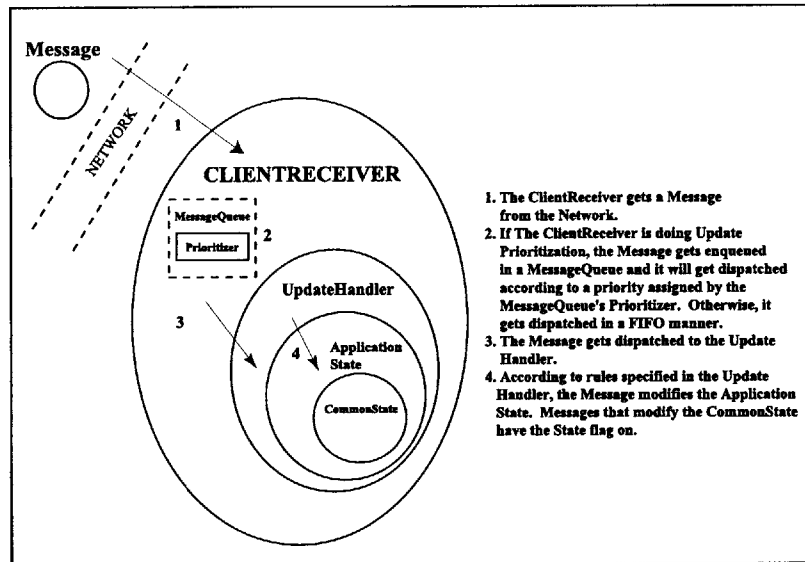 Message
NETWORK
1
CLIENTRECEIVER
MessageQueue
Prioritizer
2
UpdateHandler
3
4
Application
State
CommonState
1. The ClientReceiver gets a Message
from the Network.
2. If The ClientReceiver is doing Update
Prioritization, the Message gets enquened
in a MessageQueue and it will get dispatched
according to a priority assigned by the
MessageQueue's Prioritizer. Otherwise, it
gets dispatched in a FIFO manner.
3. The Message gets dispatched to the Update
Handler.
4. According to rules specified in the Update
Handler, the Message modifies the Application
State. Messages that modify the CommonState
have the State flag on.